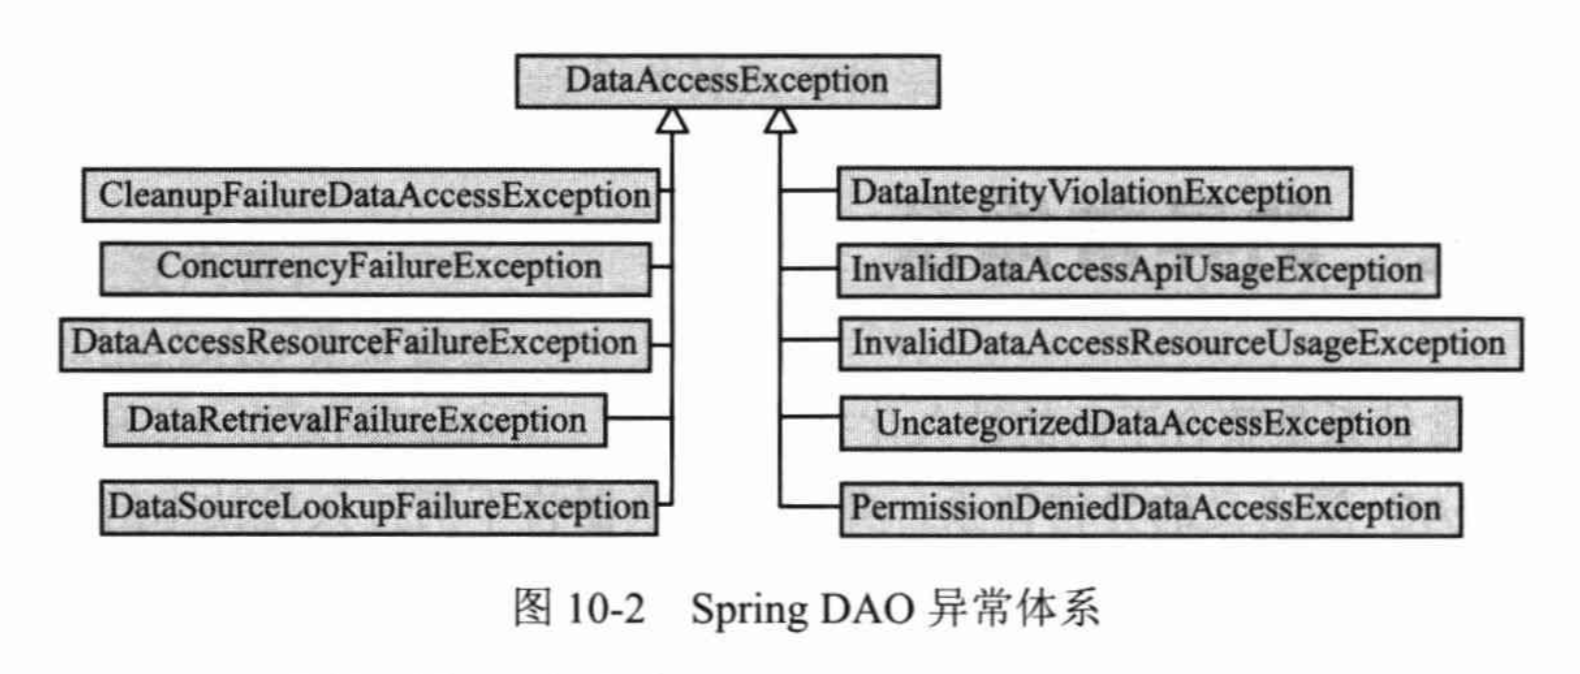 DataAccessException
CleanupFailureDataAccessException
DataIntegrityViolationException
ConcurrencyFailureException
InvalidDataAccessApiUsageException
DataAccessResourceFailureException
InvalidDataAccessResourceUsageException
DataRetrievalFailureException
UncategorizedDataAccessException
DataSourceLookupFailureException
PermissionDeniedDataAccessException
图 10-2 Spring DAO 异常体系